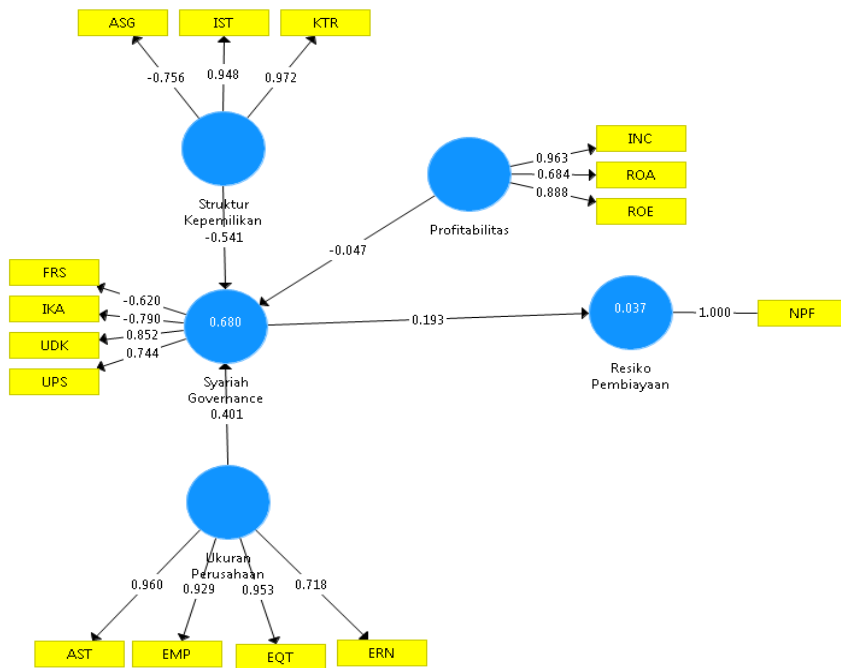 ASG
IST
KTR
-0.756
0.948
0.972
Struktur
Kepemilikan
-0.541
INC
ROA
ROE
0.963
0.684
0.888
Profitabilitas
-0.047
FRS
IKA
UDK
UPS
-0.620
-0.790
0.852
0.744
0.680
Syariah
Governance
0.401
0.193
0.037
1.000
NPF
Resiko
Pembiayaan
Ukuran
Perusahaan
0.960
0.929
0.953
0.718
AST
EMP
EQT
ERN